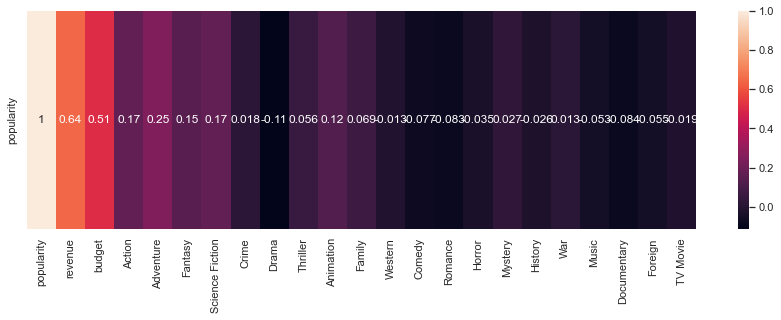 popularity
1 0.64 0.51 0.17 0.25 0.15 0.17 0.018 -0.11 0.056 0.12 0.069 -0.013 -0.077 -0.083 -0.035 0.027 -0.026 0.013 -0.053 -0.084 -0.055 -0.019
popularity
revenue
budget
Action
Adventure
Fantasy
Science Fiction
Crime
Drama
Thriller
Animation
Family
Western
Comedy
Romance
Horror
Mystery
History
War
Music
Documentary
Foreign
TV Movie
1.0
0.8
0.6
0.4
0.2
0.0